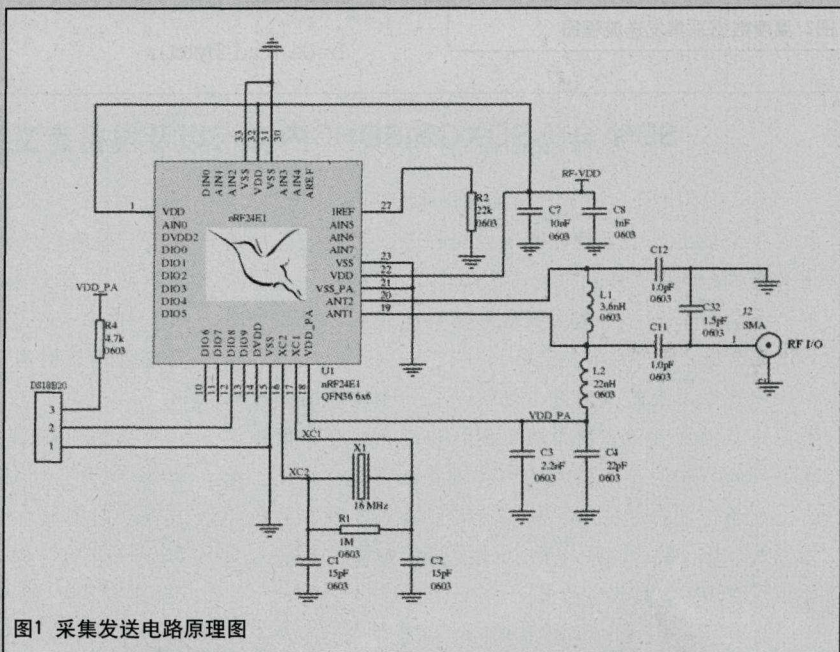 33
32
31
30
DIN0
AIN1
AIN2
VSS
VDD
VSS
AIN3
AIN4
AREF
1
VDD
AIN0
DVDD2
DIO0
DIO1
DIO2
DIO3
DIO4
DIO5
nRF24E1
IREF
AIN5
AIN6
AIN7
VSS
VDD
VSS_PA
ANT2
ANT1
27
23
22
21
20
19
R2
22k
0603
RF-VDD
C7
10nF
0603
C8
1nF
0603
C12
1.0pF
0603
L1
3.6nH
0603
C32
1.5pF
0603
J2
SMA
1
RF I/O
C11
1.0pF
0603
L2
22nH
0603
VDD_PA
R4
4.7k
0603
DS18B20
3
2
1
DIO6
DIO7
DIO8
DIO9
DVDD
VSS
XC2
XC1
VDD_PA
10
11
12
13
14
15
16
17
18
U1
nRF24E1
QFN36 6x6
VDD_PA
C3
2.2nF
0603
C4
22pF
0603
XC1
XC2
X1
16 MHz
R1
1M
0603
C1
15pF
0603
C2
15pF
0603
图1 采集发送电路原理图